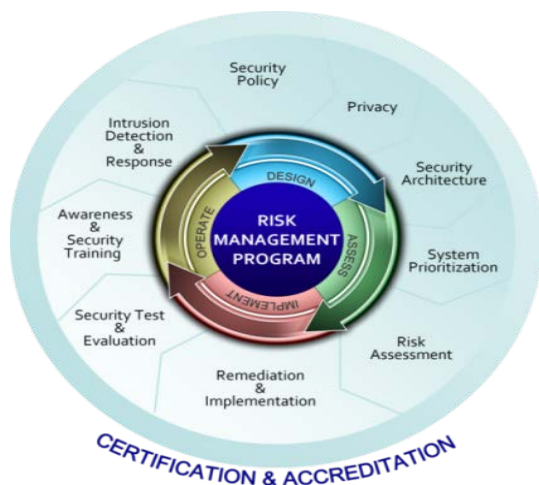 Security
Policy
Privacy
Intrusion
Detection
&
Response
Security
Architecture
Awareness
&
Security
Training
System
Prioritization
Security Test
&
Evaluation
Risk
Assessment
Remediation
&
Implementation
DESIGN
ASSESS
IMPLEMENT
OPERATE
RISK
MANAGEMENT
PROGRAM
CERTIFICATION & ACCREDITATION